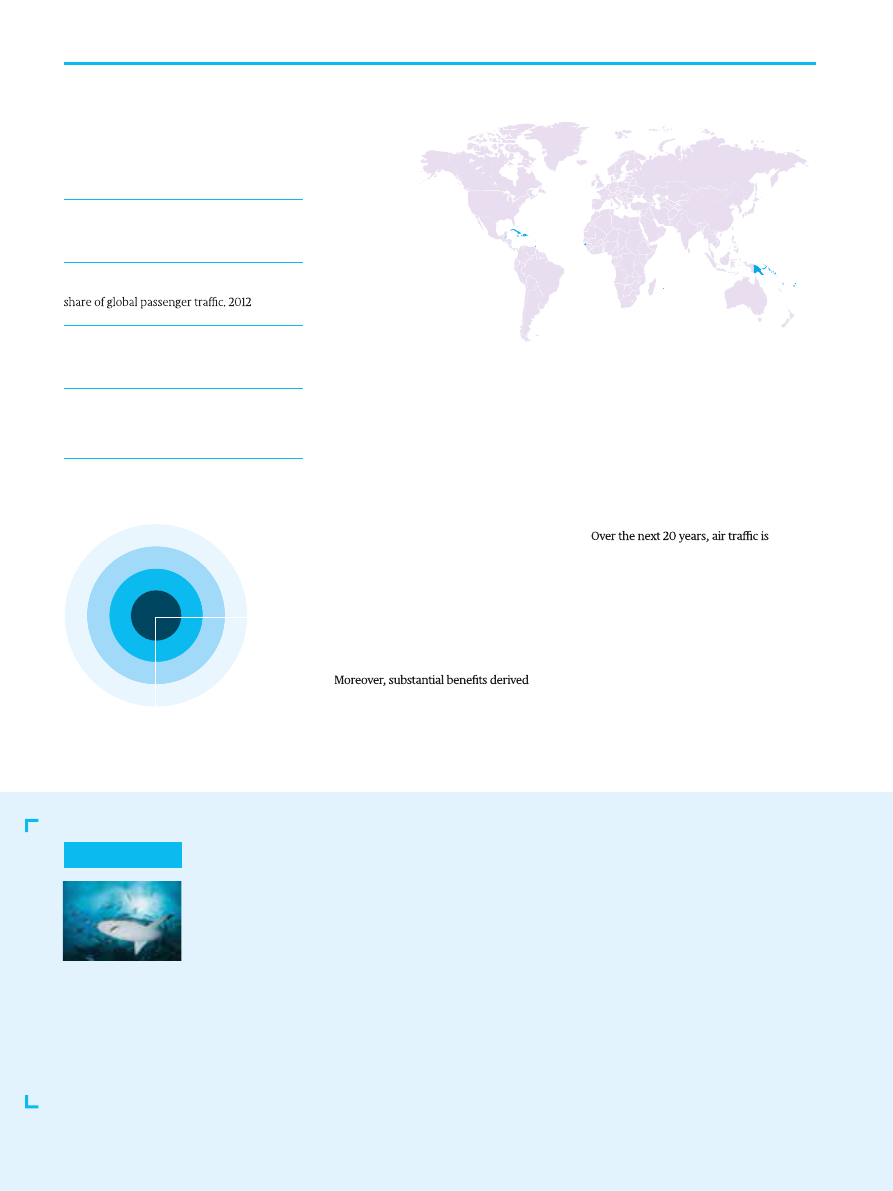 share of global passenger traffic, 2012
Over the next 20 years, air traffic is
Moreover, substantial benefits derived